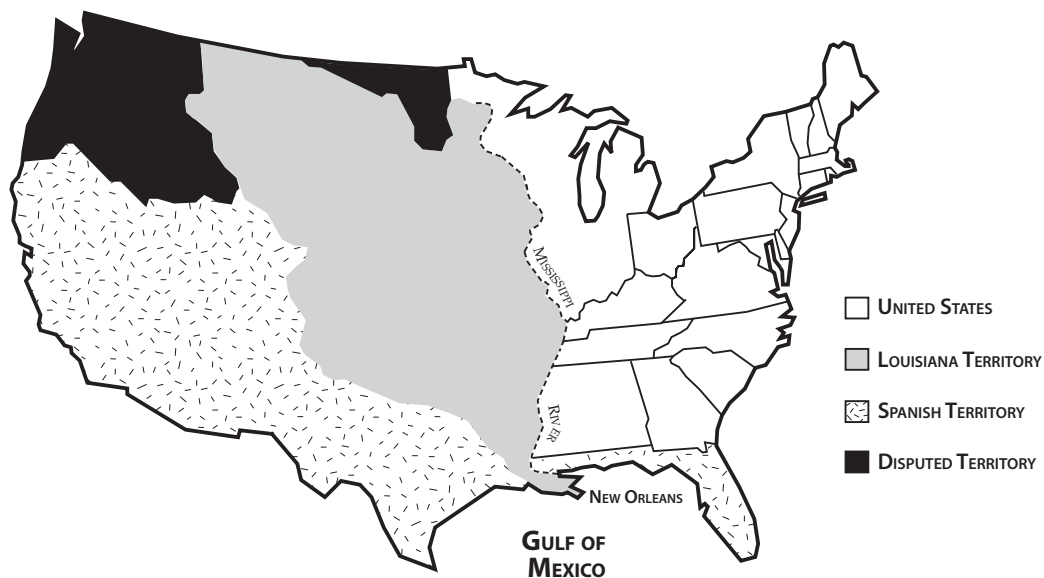 MISSISSIPPI
RIVER
UNITED STATES
LOUISIANA TERRITORY
SPANISH TERRITORY
DISPUTED TERRITORY
NEW ORLEANS
GULF OF
MEXICO